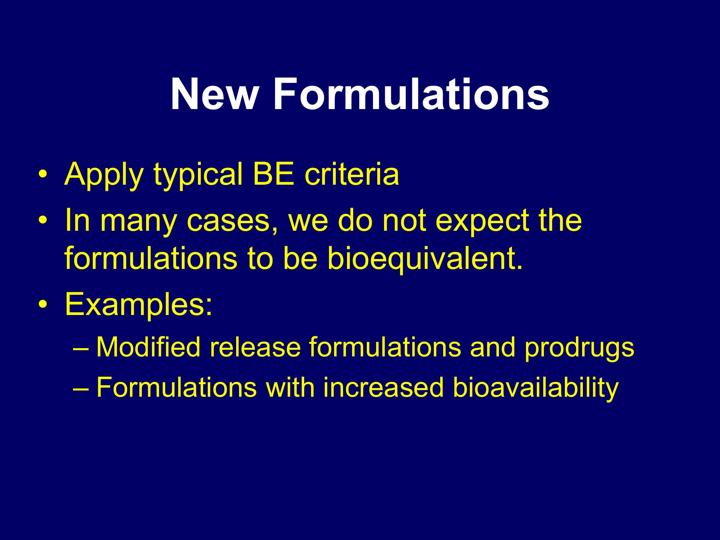 New Formulations
• Apply typical BE criteria
• In many cases, we do not expect the
formulations to be bioequivalent.
• Examples:
– Modified release formulations and prodrugs
– Formulations with increased bioavailability